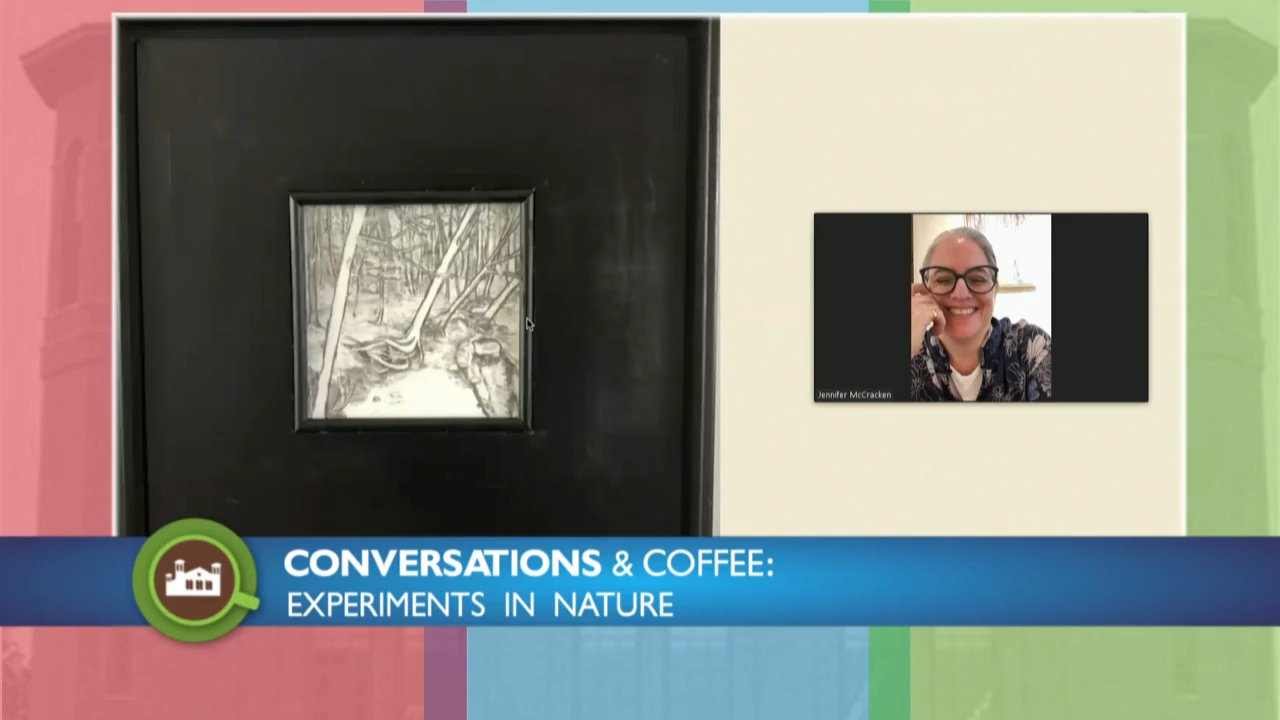 Jennifer McCracken
CONVERSATIONS & COFFEE:
EXPERIMENTS IN NATURE